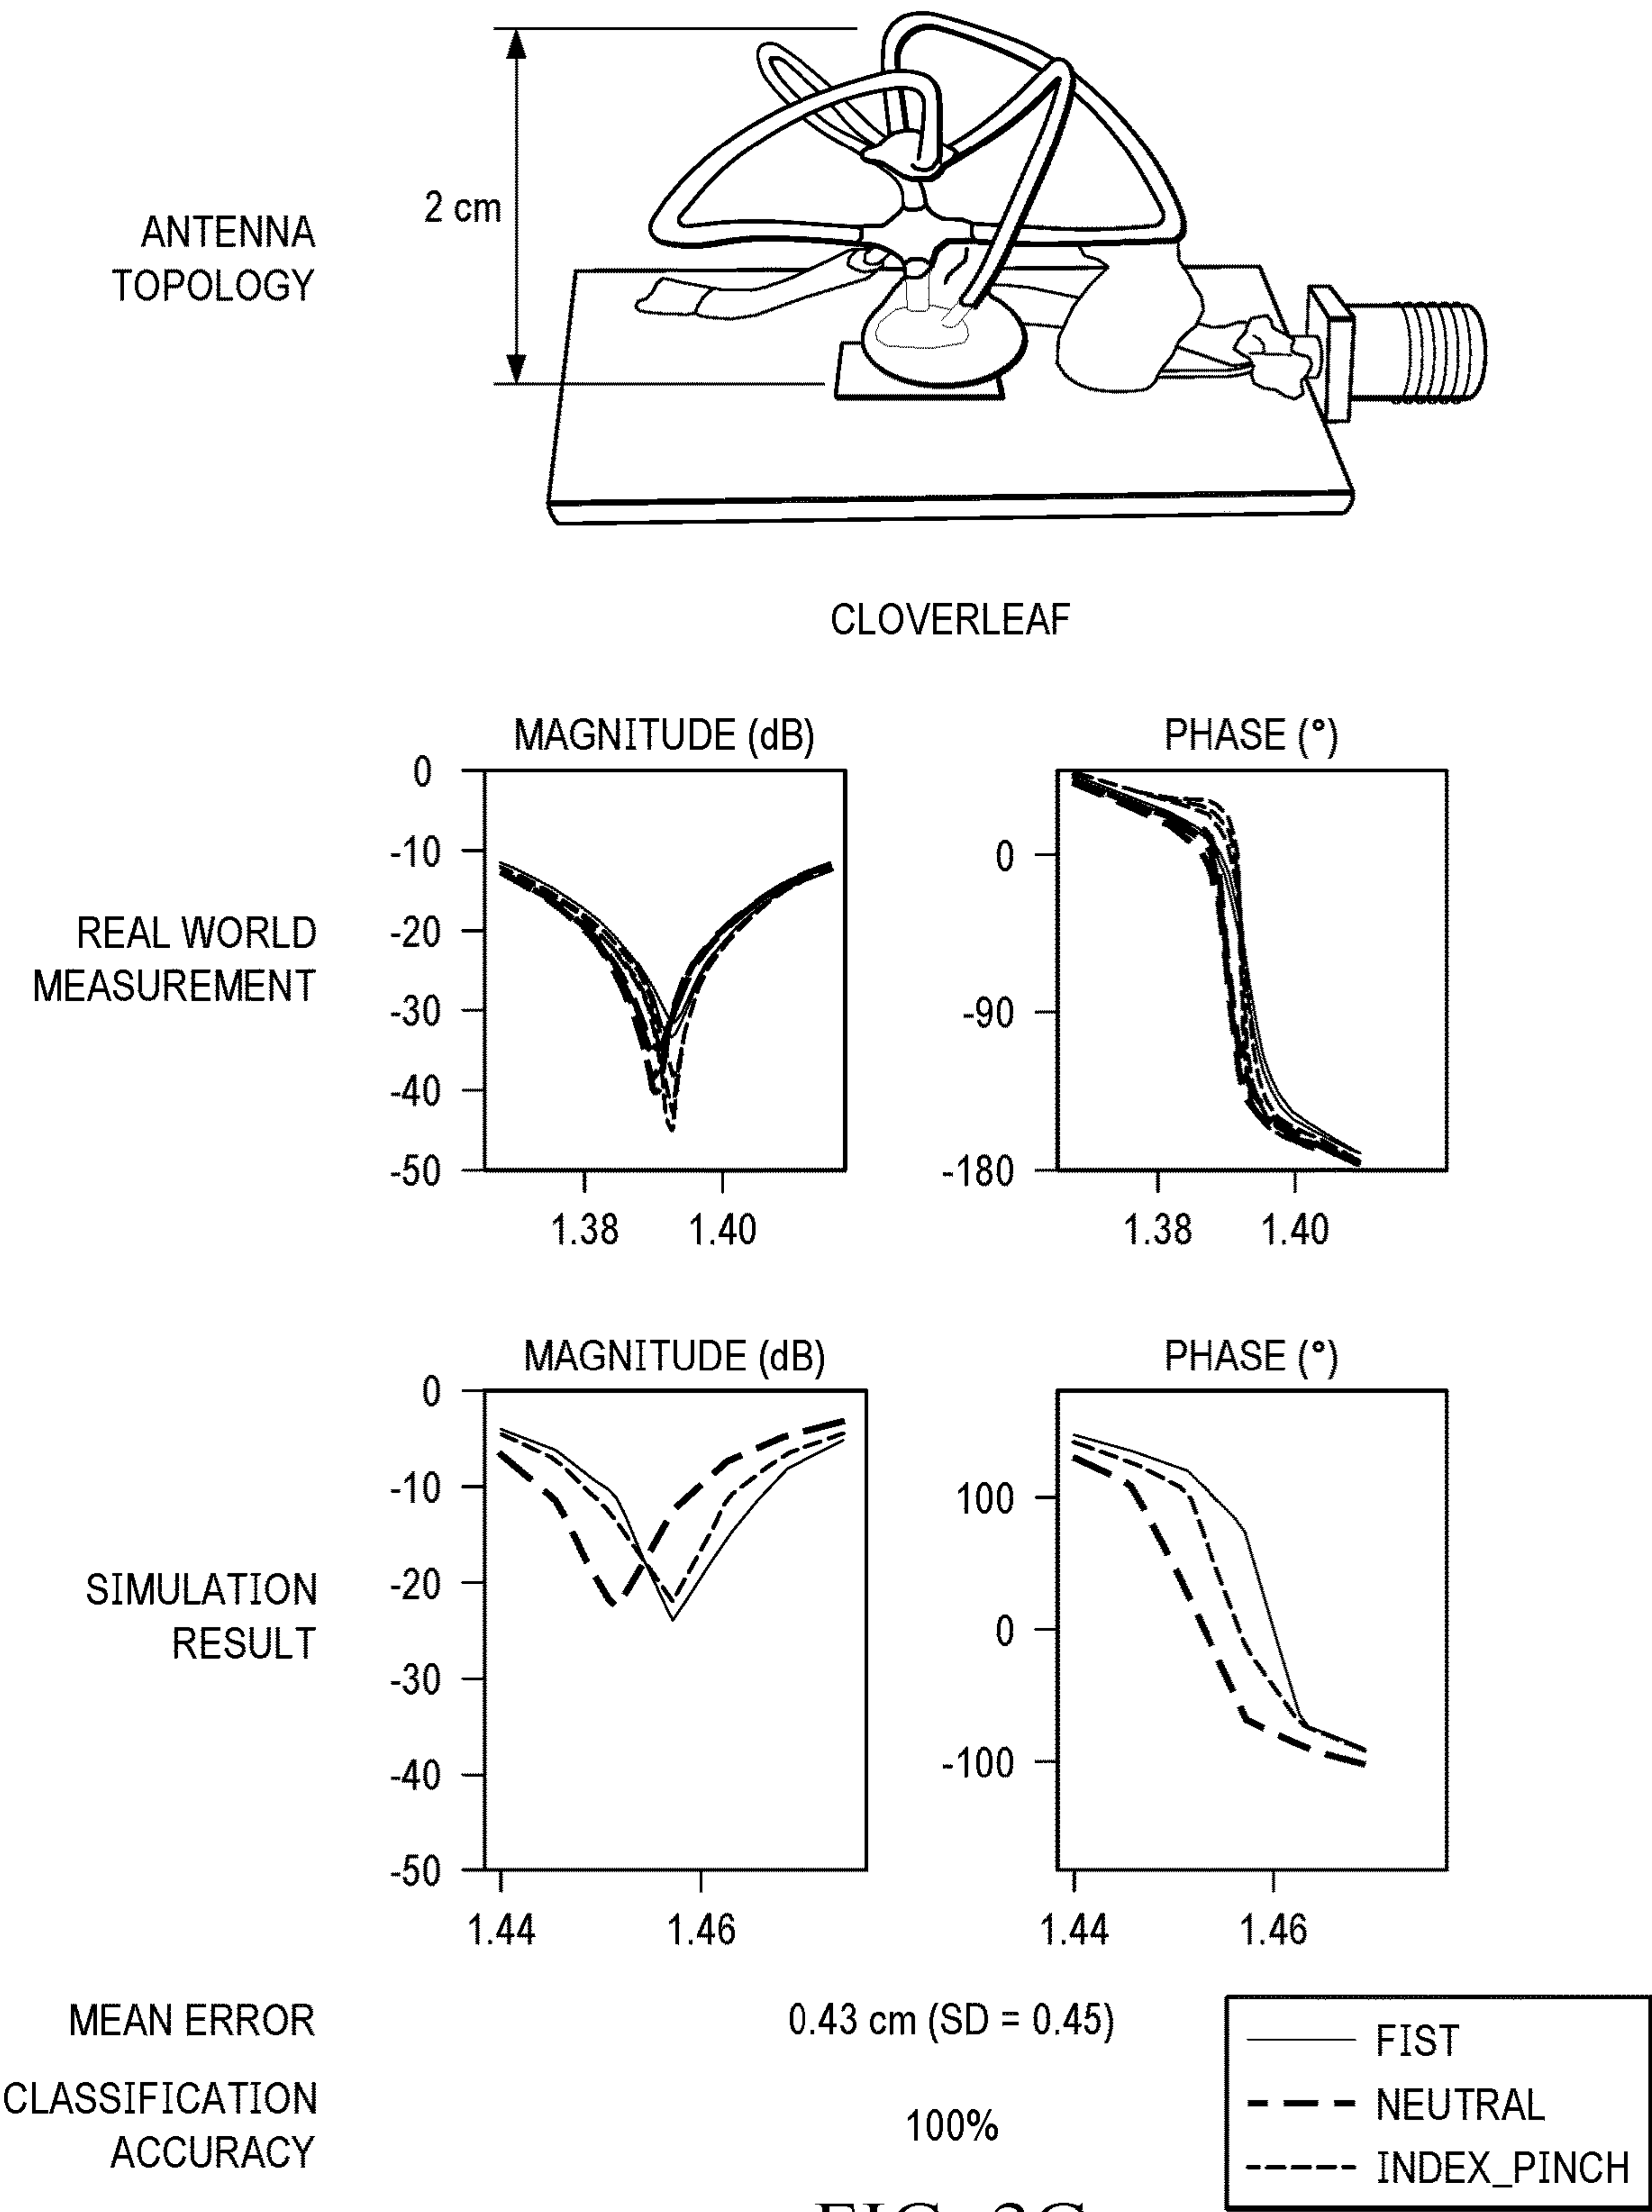 2 cm
ANTENNA
TOPOLOGY
CLOVERLEAF
MAGNITUDE (dB)
PHASE (°)
REAL WORLD
MEASUREMENT
0
-10
-20
-30
-40
-50
1.38
1.40
0
-90
-180
1.38
1.40
MAGNITUDE (dB)
PHASE (°)
SIMULATION
RESULT
0
-10
-20
-30
-40
-50
1.44
1.46
100
0
-100
1.44
1.46
MEAN ERROR
0.43 cm (SD = 0.45)
CLASSIFICATION
ACCURACY
100%
FIST
NEUTRAL
INDEX_PINCH